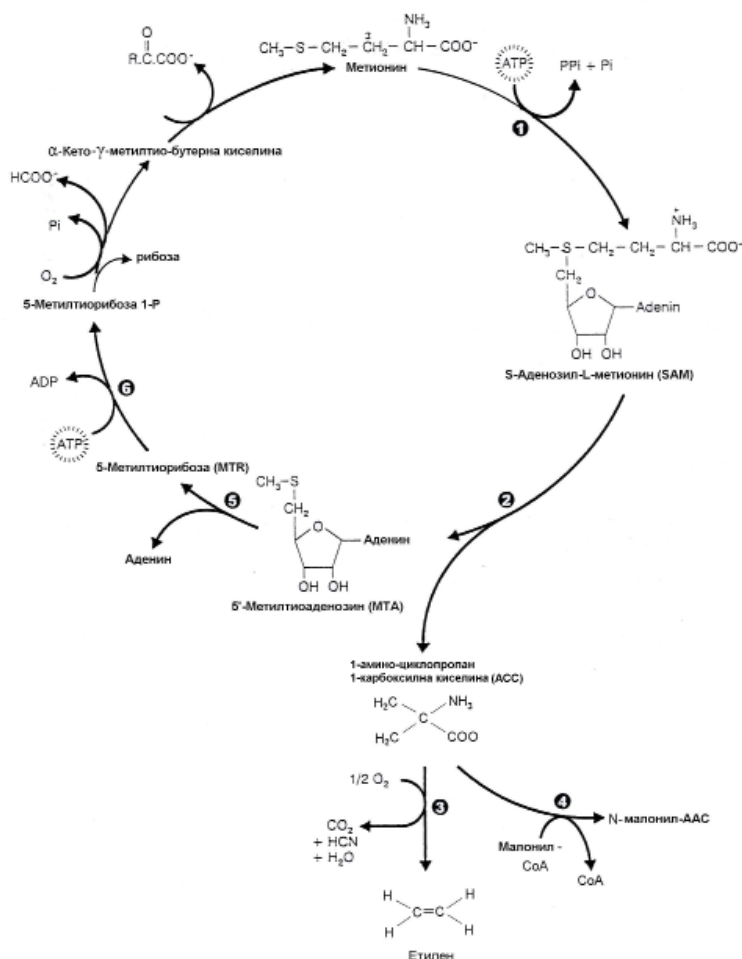 O
R.C.COO⁻
NH₃
CH₃–S–CH₂–CH₂–CH–COO⁻
Метионин
ATP
PPi + Pi
1
α-Кето-γ-метилтио-бутерна киселина
HCOO⁻
Pi
O₂
рибоза
5-Метилтиорибоза 1-P
+
NH₃
CH₃–S–CH₂–CH₂–CH–COO⁻
CH₂
O
Adenin
OH OH
S-Аденозил-L-метионин (SAM)
ADP
6
ATP
5-Метилтиорибоза (MTR)
5
Аденин
CH₃–S
CH₂
O
Аденин
OH OH
5'-Метилтиоаденозин (MTA)
2
1-амино-циклопропан
1-карбоксилна киселина (ACC)
H₂C NH₃
C
H₂C COO
1/2 O₂
3
CO₂
+ HCN
+ H₂O
4
N-малонил-ААС
Малонил -
CoA
CoA
H H
C=C
H H
Етилен